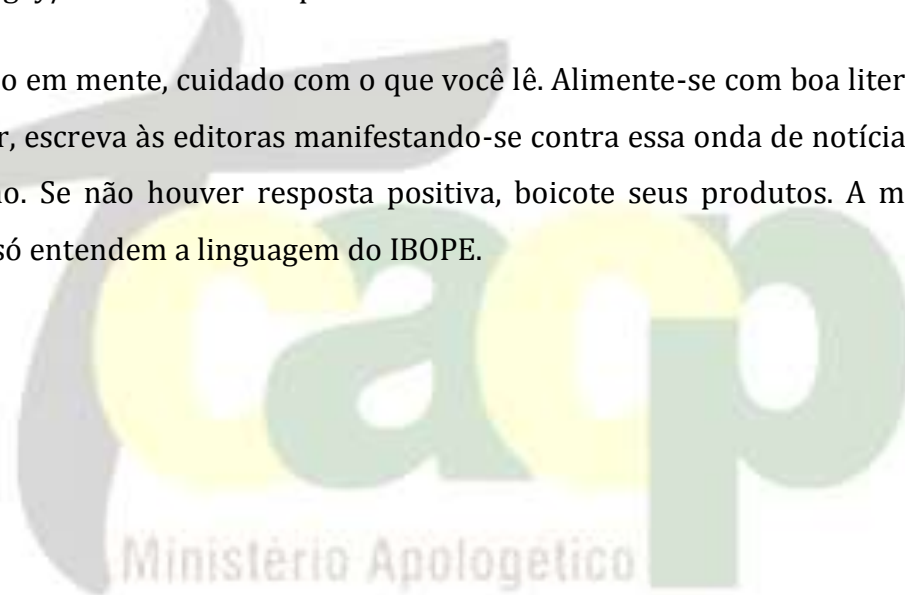 o em mente, cuidado com o que você lê. Alimente-se com boa liter
r, escreva às editoras manifestando-se contra essa onda de notícia
o. Se não houver resposta positiva, boicote seus produtos. A m
só entendem a linguagem do IBOPE.
cacp
Ministério Apologético